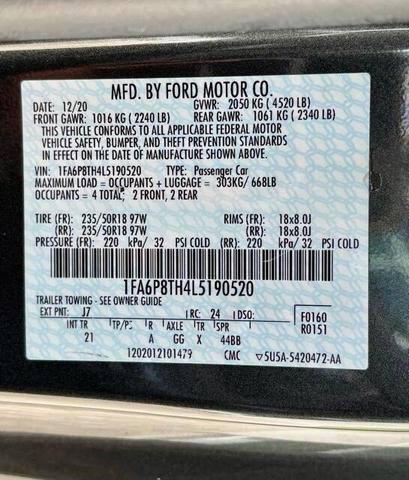 MFD. BY FORD MOTOR CO.
DATE: 12/20 GVWR: 2050 KG (4520 LB)
FRONT GAWR: 1016 KG (2240 LB) REAR GAWR: 1061 KG (2340 LB)
THIS VEHICLE CONFORMS TO ALL APPLICABLE FEDERAL MOTOR
VEHICLE SAFETY, BUMPER, AND THEFT PREVENTION STANDARDS
IN EFFECT ON THE DATE OF MANUFACTURE SHOWN ABOVE.
VIN: 1FA6P8TH4L5190520 TYPE: Passenger Car
MAXIMUM LOAD = OCCUPANTS + LUGGAGE = 303KG/ 668LB
OCCUPANTS = 4 TOTAL; 2 FRONT, 2 REAR
TIRE (FR): 235/50R18 97W RIMS (FR): 18x8.0J
(RR): 235/50R18 97W (RR): 18x8.0J
PRESSURE (FR): 220 kPa/ 32 PSI COLD (RR): 220 kPa/ 32 PSI COLD
1FA6P8TH4L5190520
TRAILER TOWING - SEE OWNER GUIDE
EXT PNT: J7 RC: 24 DSO: F0160
R0151
INT TR TP/PS R AXLE TR SPR
21 A GG X 44BB
1202012101479 CMC 5U5A-5420472-AA